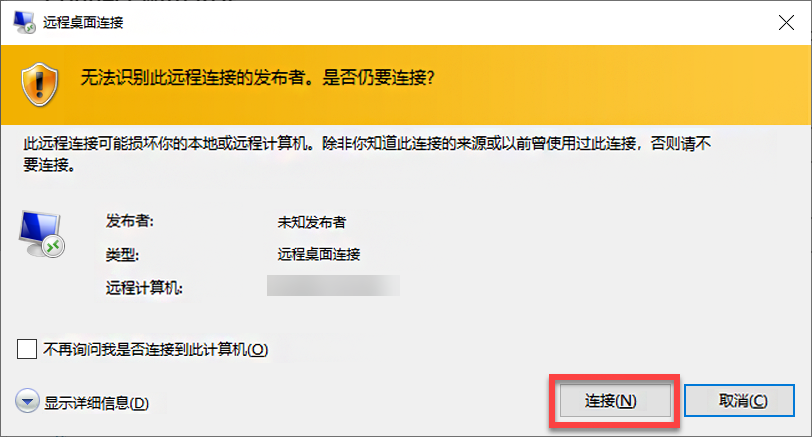 远程桌面连接
无法识别此远程连接的发布者。是否仍要连接?
此远程连接可能损坏你的本地或远程计算机。除非你知道此连接的来源或以前曾使用过此连接，否则请不
要连接。
发布者: 未知发布者
类型: 远程桌面连接
远程计算机:
不再询问我是否连接到此计算机(O)
显示详细信息(D)
连接(N) 取消(C)